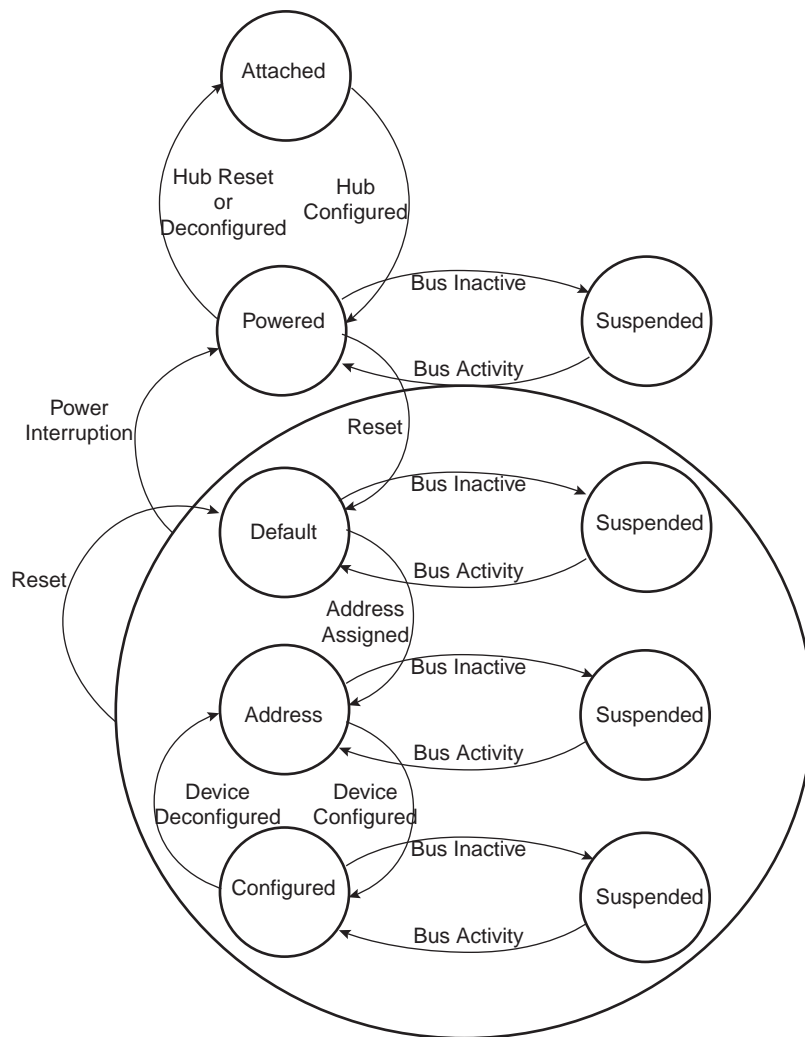 Attached
Hub Reset
or
Deconfigured
Hub
Configured
Powered
Bus Inactive
Suspended
Bus Activity
Power
Interruption
Reset
Default
Bus Inactive
Suspended
Bus Activity
Reset
Address
Assigned
Address
Bus Inactive
Suspended
Bus Activity
Device
Deconfigured
Device
Configured
Configured
Bus Inactive
Suspended
Bus Activity